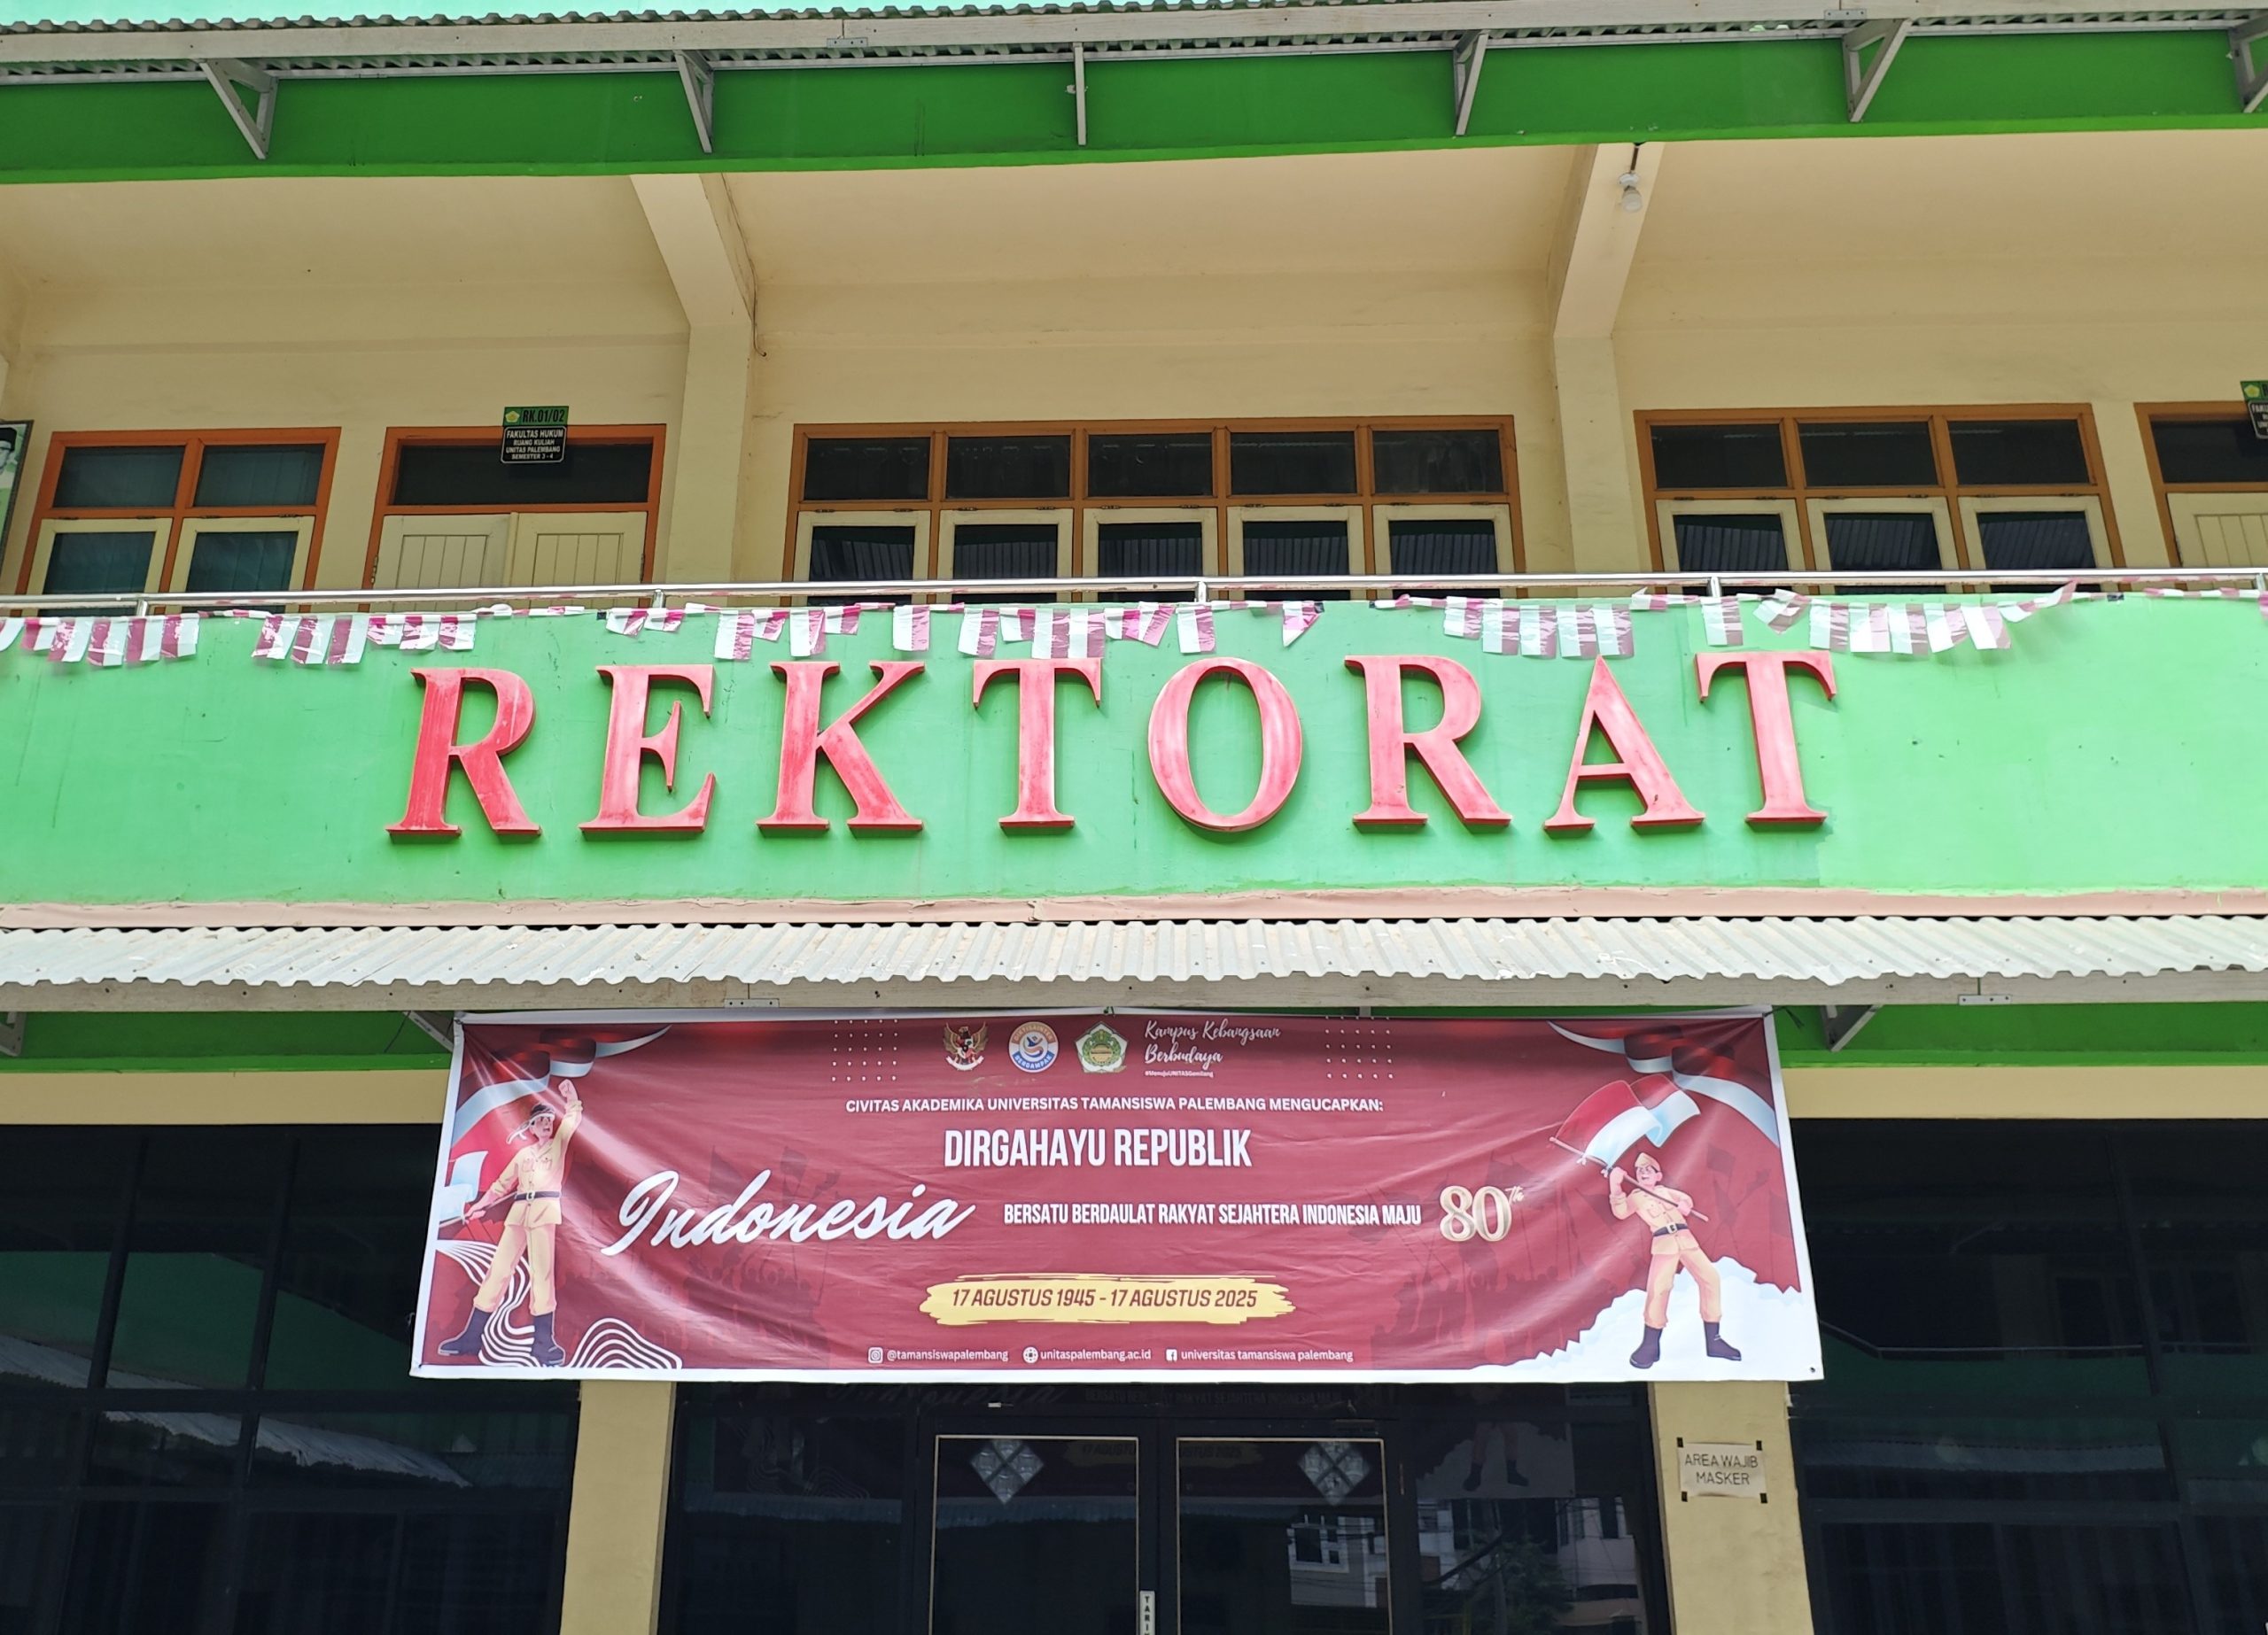 RK.01/02
FAKULTAS HUKUM
RUANG KULIAH
UNITAS PALEMBANG
SEMESTER 3 - 4
REKTORAT
Kampus Kebangsaan
Berbudaya
#MenujuUNITASGemilang
BERDAMPAK
CIVITAS AKADEMIKA UNIVERSITAS TAMANSISWA PALEMBANG MENGUCAPKAN:
DIRGAHAYU REPUBLIK
Indonesia
BERSATU BERDAULAT RAKYAT SEJAHTERA INDONESIA MAJU
80th
17 AGUSTUS 1945 - 17 AGUSTUS 2025
@tamansiswapalembang unitaspalembang.ac.id universitas tamansiswa palembang
AREA WAJIB
MASKER